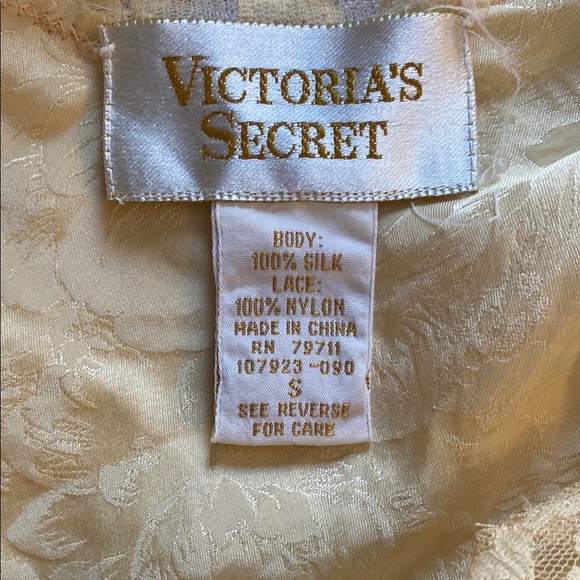 VICTORIA'S
SECRET
BODY:
100% SILK
LACE:
100% NYLON
MADE IN CHINA
RN 79711
107923-090
S
SEE REVERSE
FOR CARE